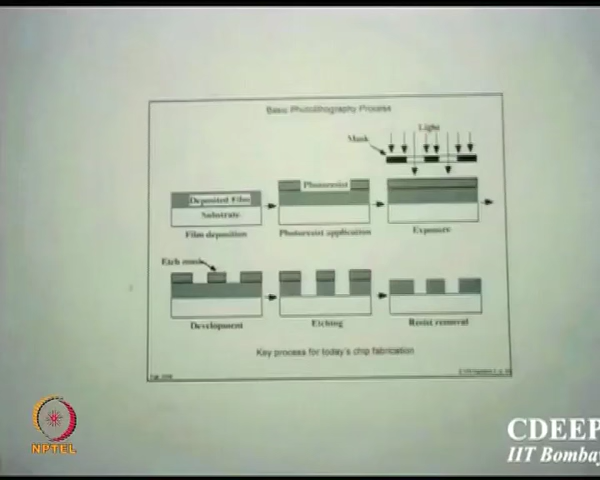 Basic Photolithography Process
Light
Mask
Photoresist
Deposited Film
Substrate
Film deposition
Photoresist application
Exposure
Etch mask
Development
Etching
Resist removal
Key process for today's chip fabrication
NPTEL
CDEEP
IIT Bombay